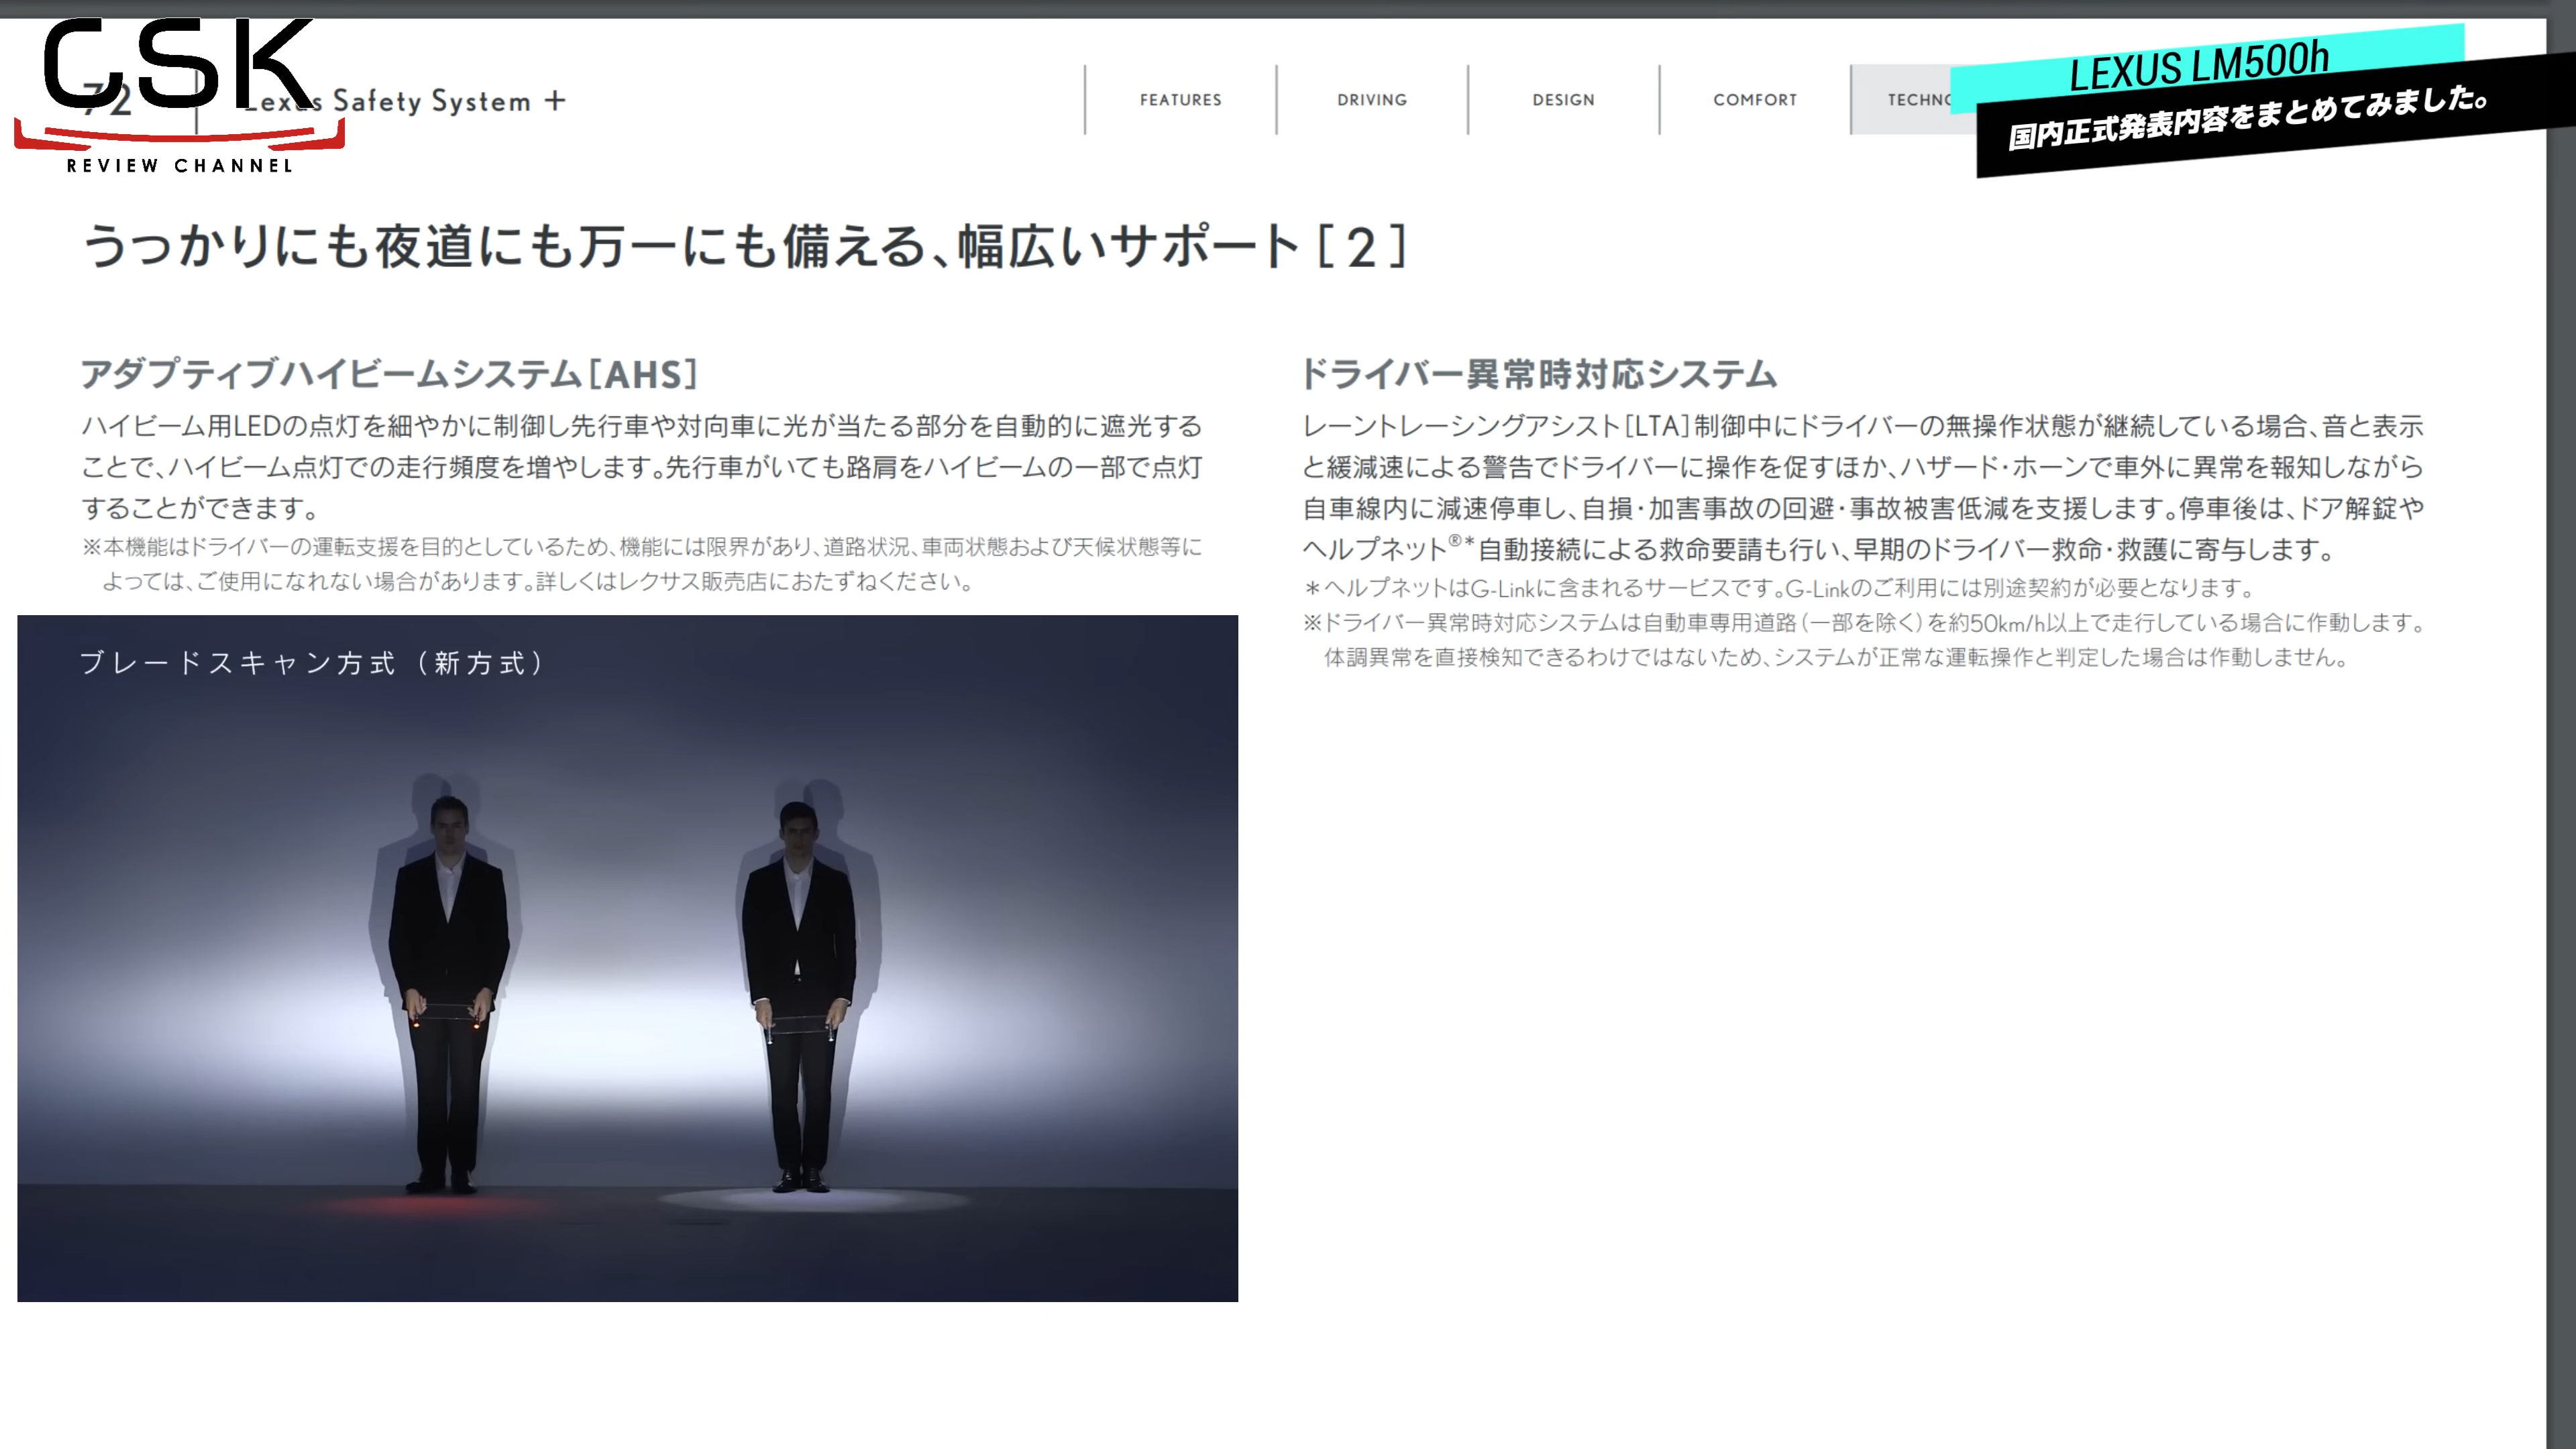 CSK
REVIEW CHANNEL
72
Lexus Safety System +
FEATURES
DRIVING
DESIGN
COMFORT
LEXUS LM500h
国内正式発表内容をまとめてみました。
うっかりにも夜道にも万一にも備える、幅広いサポート[2]
アダプティブハイビームシステム[AHS]
ハイビーム用LEDの点灯を細やかに制御し先行車や対向車に光が当たる部分を自動的に遮光する
ことで、ハイビーム点灯での走行頻度を増やします。先行車がいても路肩をハイビームの一部で点灯
することができます。
※本機能はドライバーの運転支援を目的としているため、機能には限界があり、道路状況、車両状態および天候状態等に
よっては、ご使用になれない場合があります。詳しくはレクサス販売店におたずねください。
ブレードスキャン方式（新方式）
ドライバー異常時対応システム
レーントレーシングアシスト[LTA]制御中にドライバーの無操作状態が継続している場合、音と表示
と緩減速による警告でドライバーに操作を促すほか、ハザード・ホーンで車外に異常を報知しながら
自車線内に減速停車し、自損・加害事故の回避・事故被害低減を支援します。停車後は、ドア解錠や
ヘルプネット®＊自動接続による救命要請も行い、早期のドライバー救命・救護に寄与します。
＊ヘルプネットはG-Linkに含まれるサービスです。G-Linkのご利用には別途契約が必要となります。
※ドライバー異常時対応システムは自動車専用道路（一部を除く）を約50km/h以上で走行している場合に作動します。
体調異常を直接検知できるわけではないため、システムが正常な運転操作と判定した場合は作動しません。